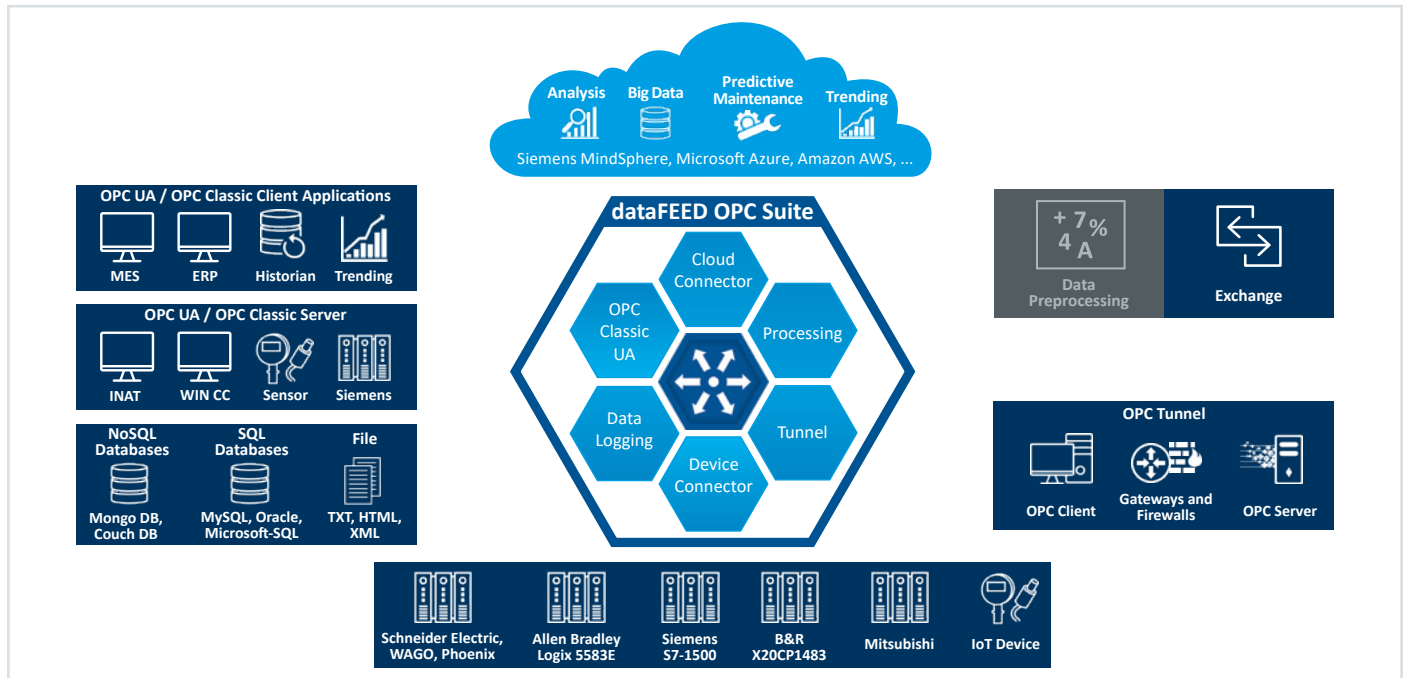 Analysis
Big Data
Predictive
Maintenance
Trending
Siemens MindSphere, Microsoft Azure, Amazon AWS, ...
OPC UA / OPC Classic Client Applications
MES
ERP
Historian
Trending
OPC UA / OPC Classic Server
INAT
WIN CC
Sensor
Siemens
NoSQL
Databases
SQL
Databases
File
Mongo DB,
Couch DB
MySQL, Oracle,
Microsoft-SQL
TXT, HTML,
XML
dataFEED OPC Suite
Cloud
Connector
OPC
Classic
UA
Processing
Data
Logging
Tunnel
Device
Connector
+ 7%
4 A
Data
Preprocessing
Exchange
OPC Tunnel
OPC Client
Gateways and
Firewalls
OPC Server
Schneider Electric,
WAGO, Phoenix
Allen Bradley
Logix 5583E
Siemens
S7-1500
B&R
X20CP1483
Mitsubishi
IoT Device